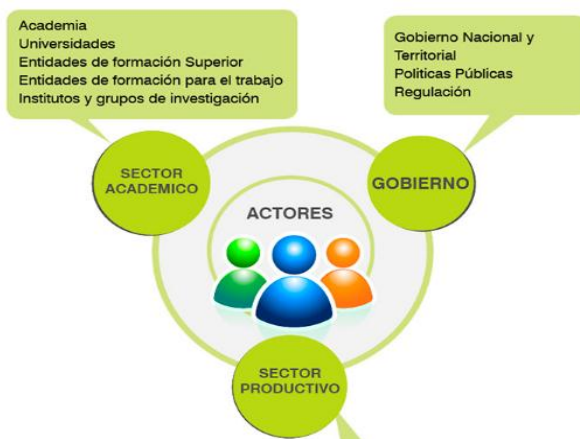 Academia
Universidades
Entidades de formación Superior
Entidades de formación para el trabajo
Institutos y grupos de investigación
Gobierno Nacional y
Territorial
Politicas Públicas
Regulación
SECTOR
ACADEMICO
GOBIERNO
ACTORES
SECTOR
PRODUCTIVO